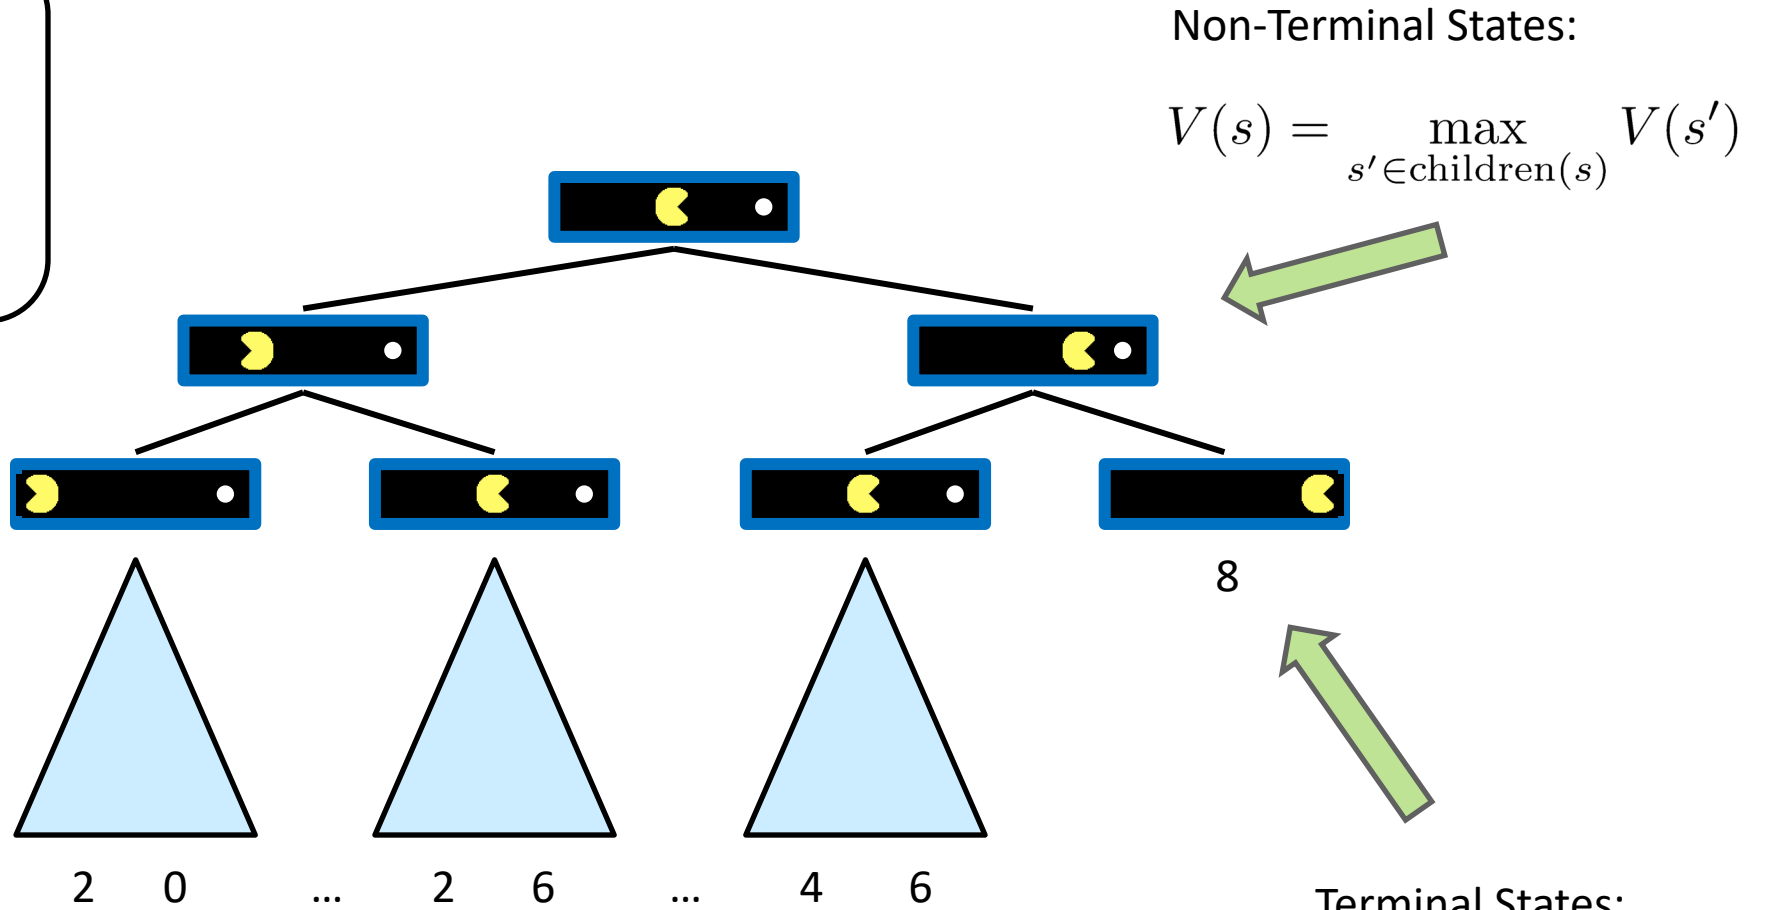 Non-Terminal States:
V(s) = max V(s′)
s′∈children(s)
8
2 0 … 2 6 … 4 6
Terminal States: